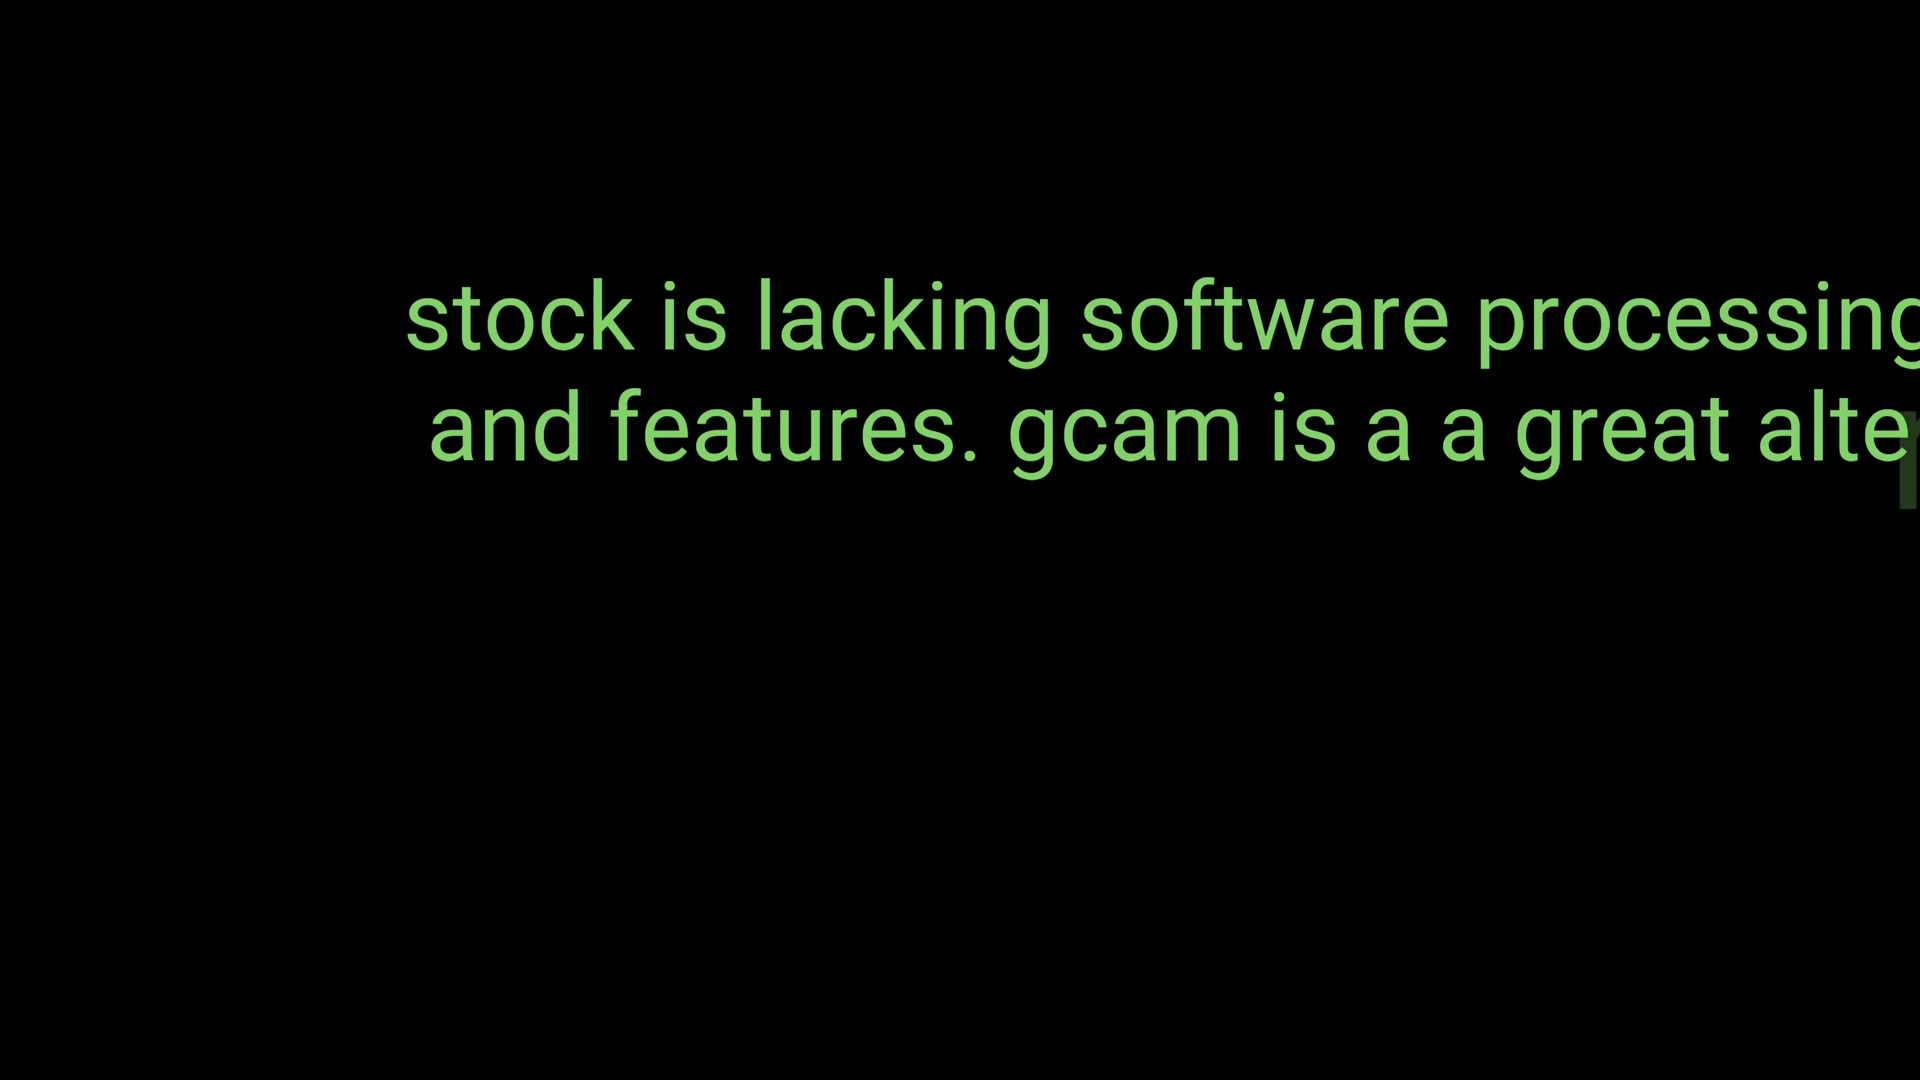 stock is lacking software processing
and features. gcam is a a great alte